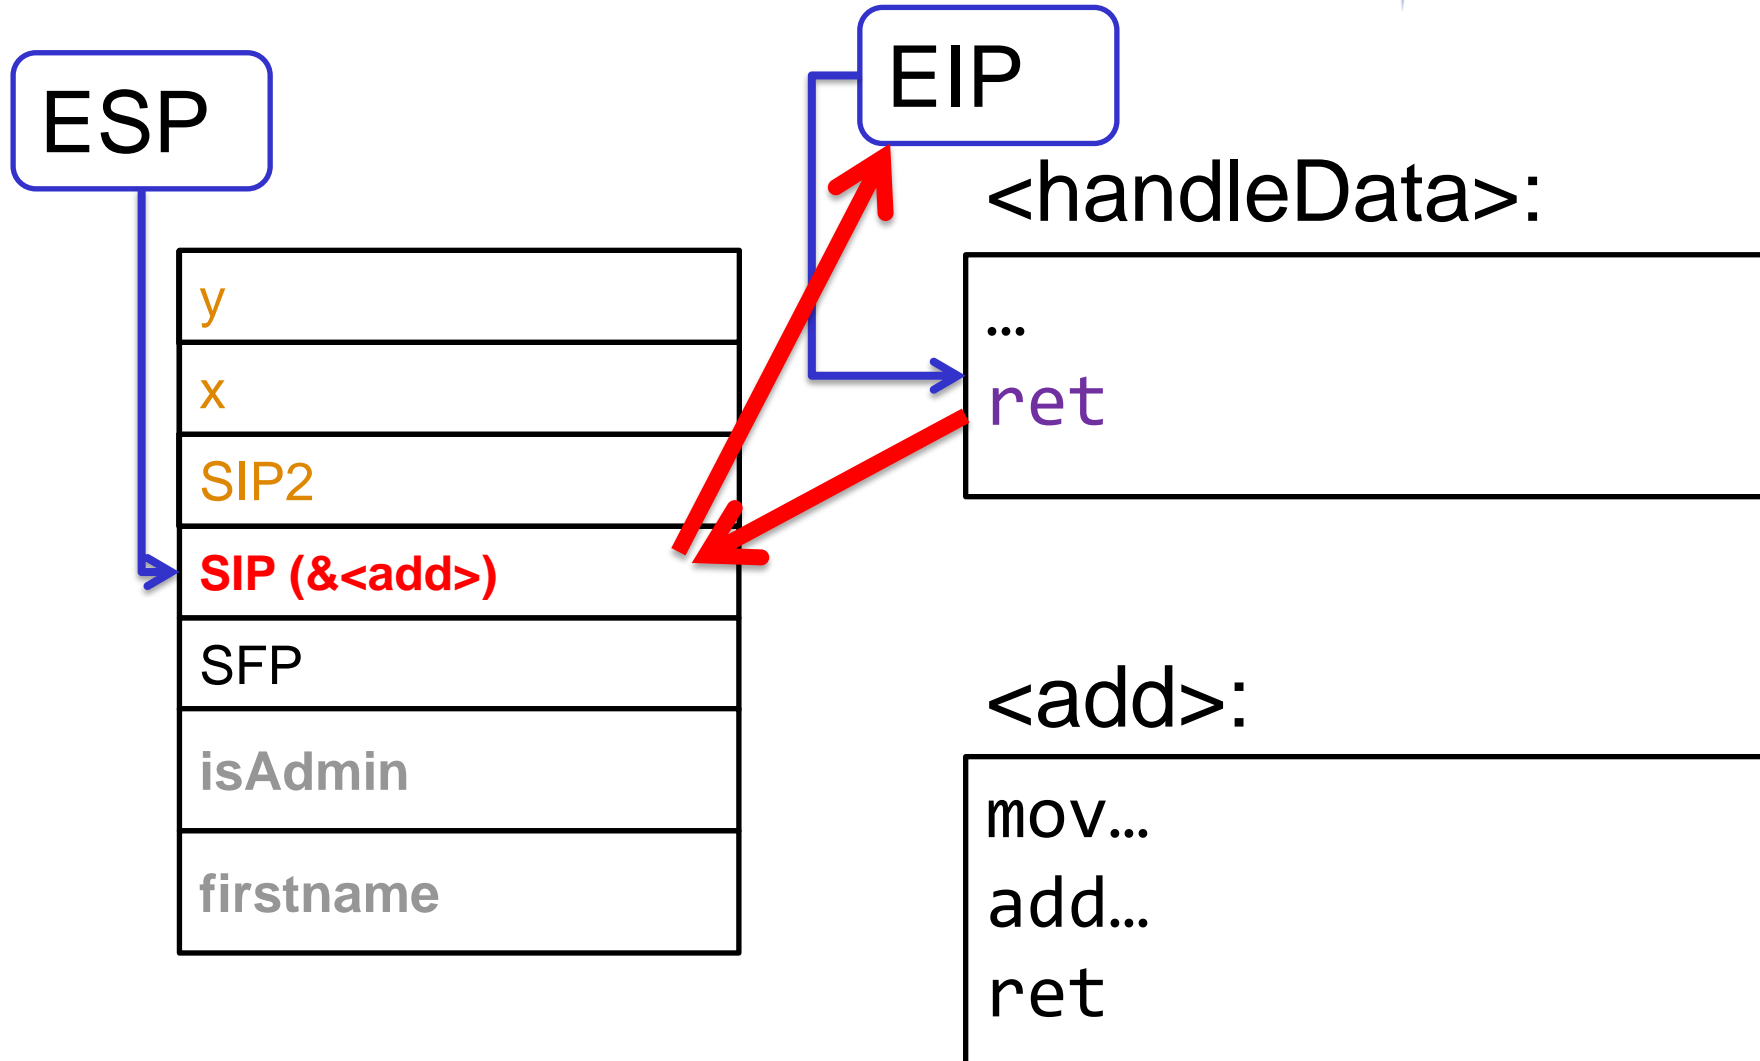 ESP
EIP
<handleData>:
…
ret
y
x
SIP2
SIP (&<add>)
SFP
isAdmin
firstname
<add>:
mov…
add…
ret